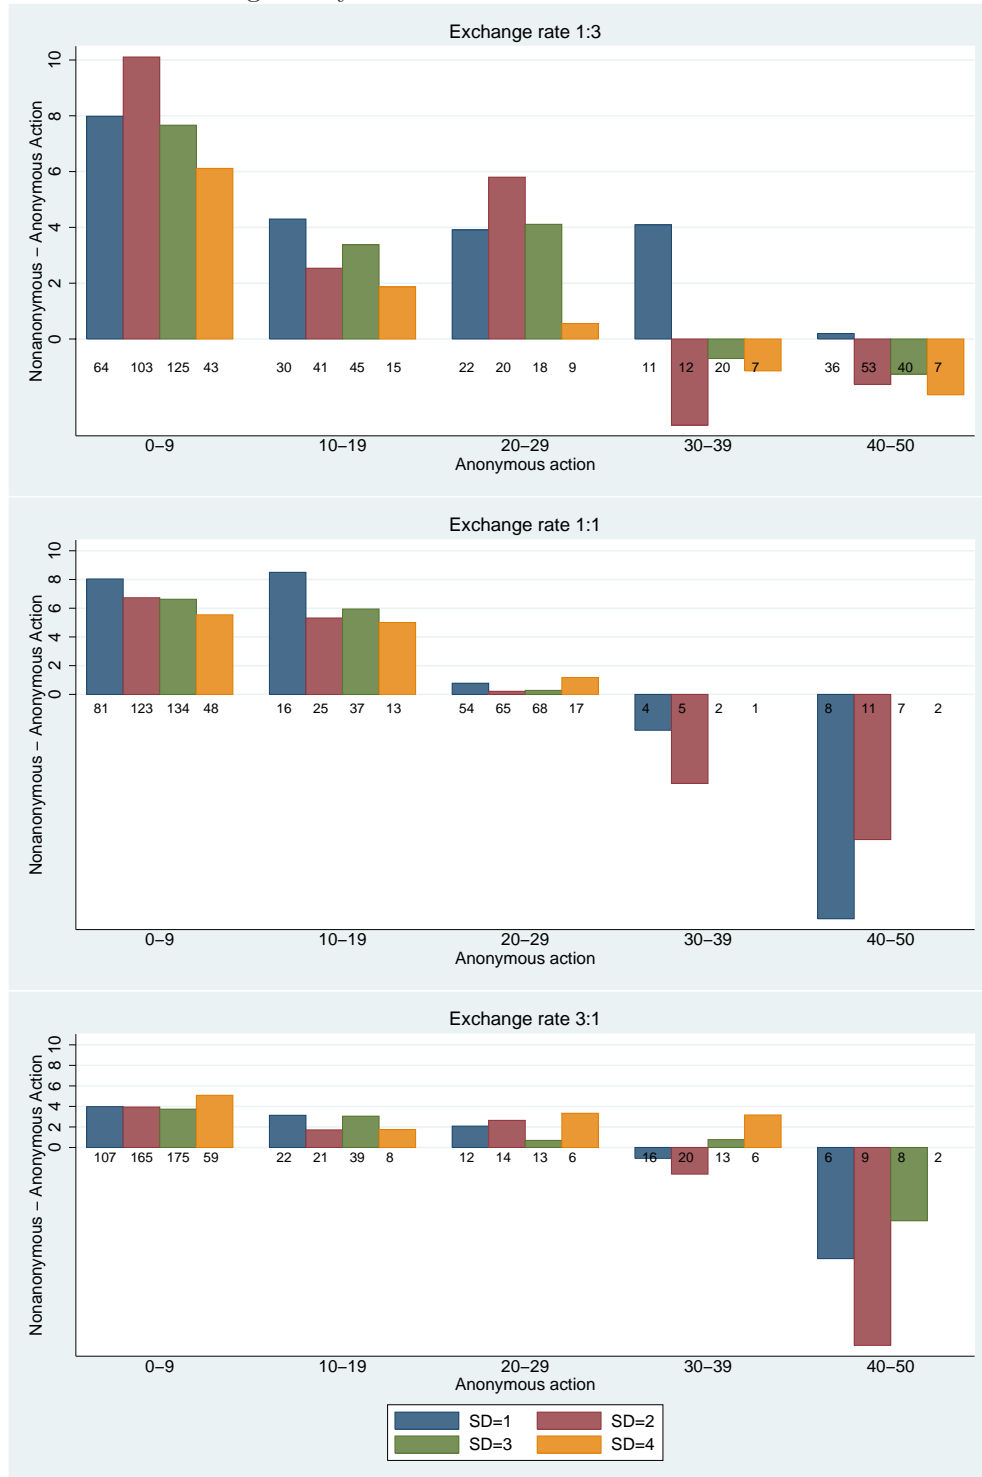 Exchange rate 1:3
Nonanonymous − Anonymous Action
10
8
6
4
2
0
64 103 125 43 30 41 45 15 22 20 18 9 11 12 20 7 36 53 40 7
0−9 10−19 20−29 30−39 40−50
Anonymous action
Exchange rate 1:1
Nonanonymous − Anonymous Action
10
8
6
4
2
0
81 123 134 48 16 25 37 13 54 65 68 17 4 5 2 1 8 11 7 2
0−9 10−19 20−29 30−39 40−50
Anonymous action
Exchange rate 3:1
Nonanonymous − Anonymous Action
10
8
6
4
2
0
107 165 175 59 22 21 39 8 12 14 13 6 16 20 13 6 6 9 8 2
0−9 10−19 20−29 30−39 40−50
Anonymous action
SD=1 SD=2
SD=3 SD=4